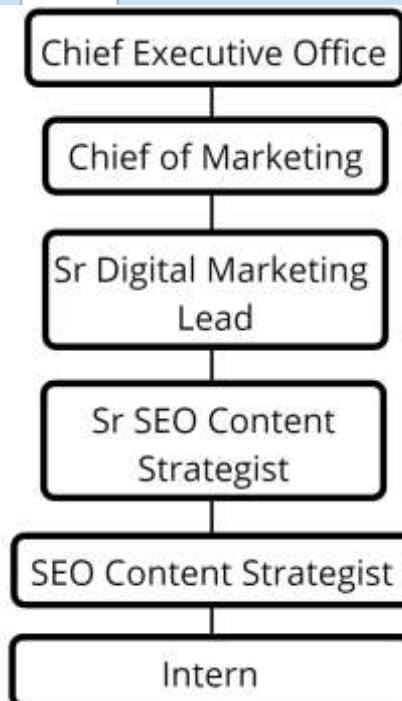 Chief Executive Office
Chief of Marketing
Sr Digital Marketing
Lead
Sr SEO Content
Strategist
SEO Content Strategist
Intern